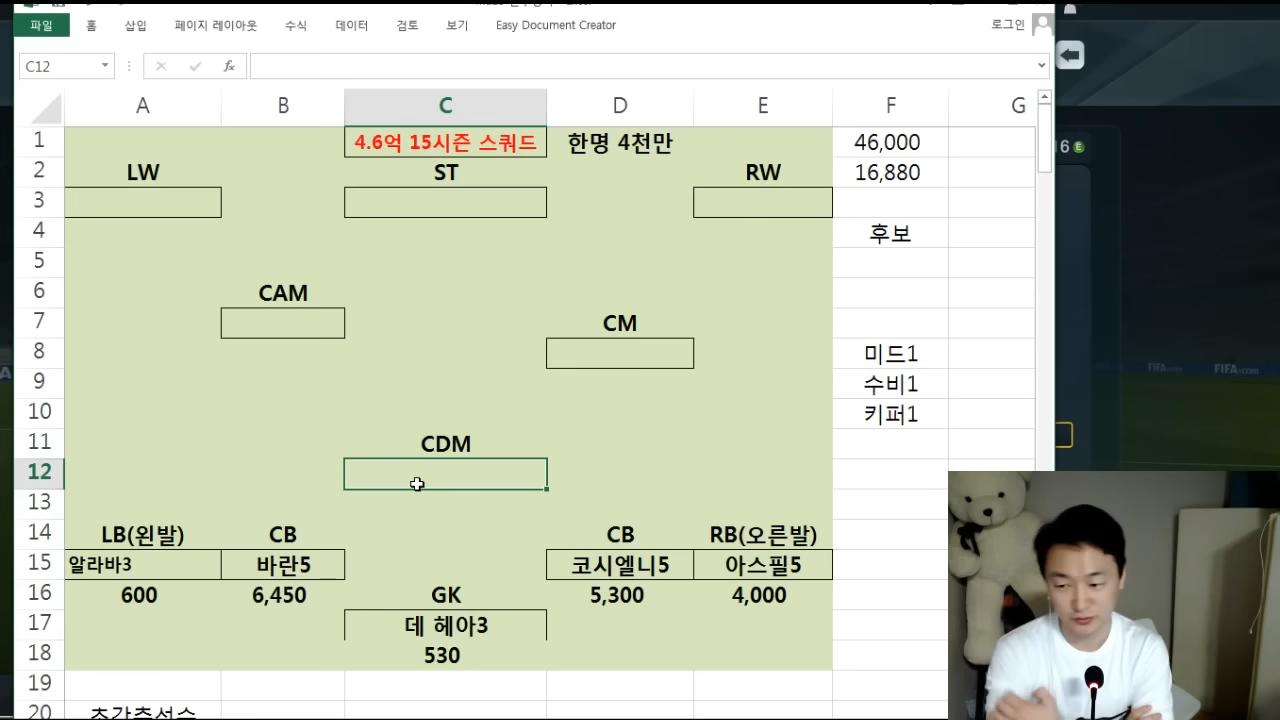 파일 홈 삽입 페이지 레이아웃 수식 데이터 검토 보기 Easy Document Creator 로그인
C12 fx
A B C D E F G
1 4.6억 15시즌 스쿼드 한명 4천만 46,000
2 LW ST RW 16,880
3
4 후보
5
6 CAM
7 CM
8 미드1
9 수비1
10 키퍼1
11 CDM
12
13
14 LB(왼발) CB CB RB(오른발)
15 알라바3 바란5 코시엘니5 아스필5
16 600 6,450 GK 5,300 4,000
17 데 헤아3
18 530
19
20
16 E
FIFA.com FIFA.com